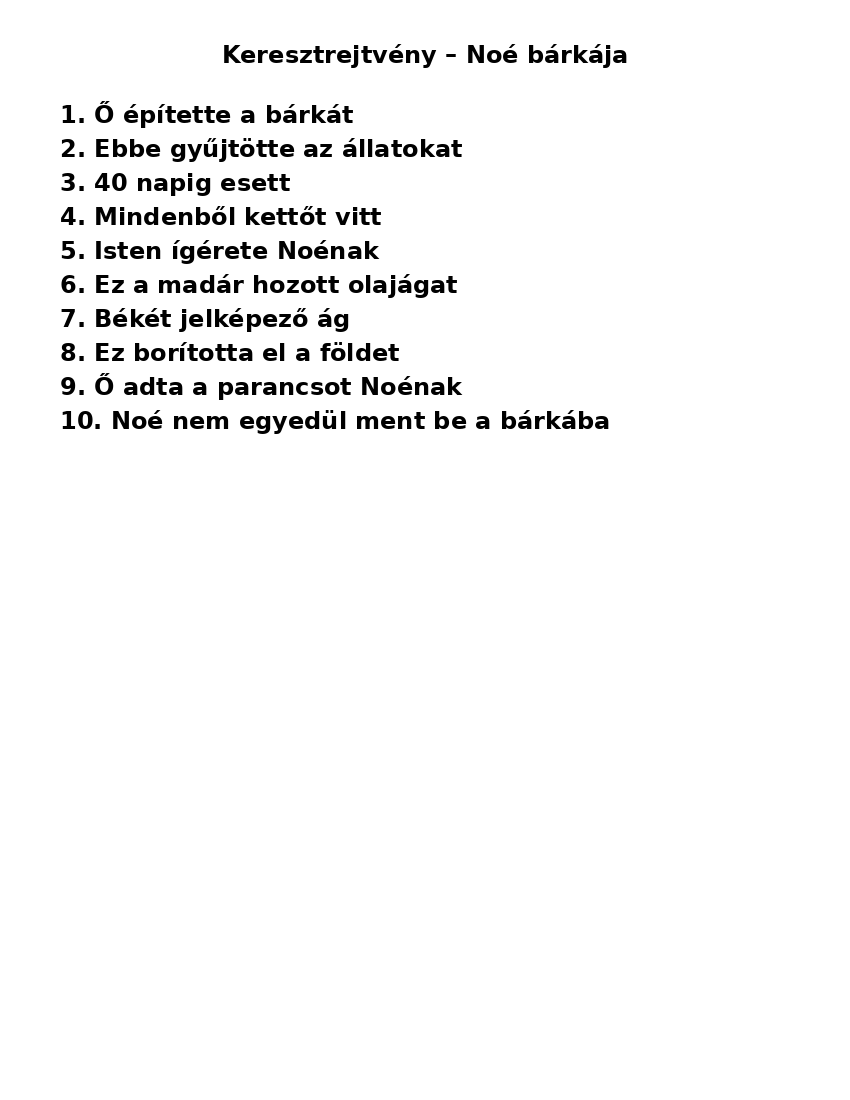 Keresztrejtvény – Noé bárkája
1. Ő építette a bárkát
2. Ebbe gyűjtötte az állatokat
3. 40 napig esett
4. Mindenből kettőt vitt
5. Isten ígérete Noénak
6. Ez a madár hozott olajágat
7. Békét jelképező ág
8. Ez borította el a földet
9. Ő adta a parancsot Noénak
10. Noé nem egyedül ment be a bárkába